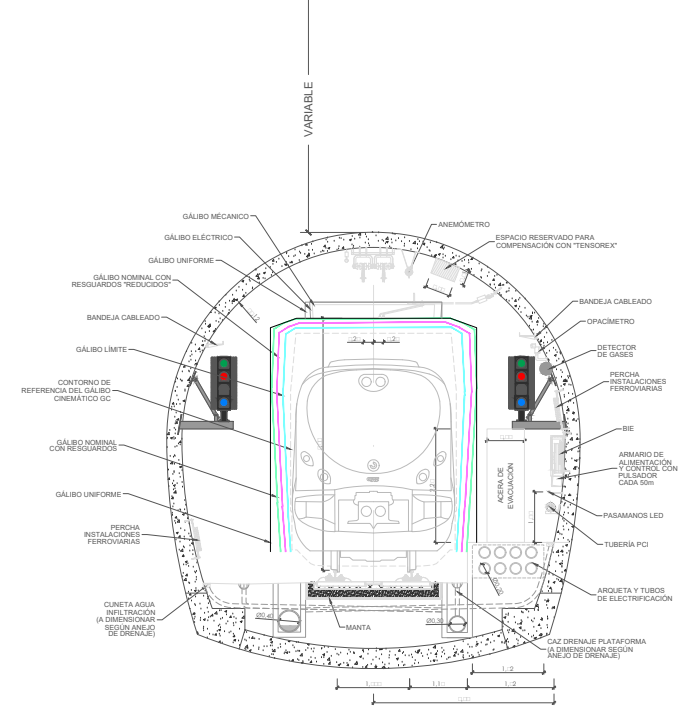 VARIABLE
GÁLIBO MÉCANICO
GÁLIBO ELÉCTRICO
GÁLIBO UNIFORME
GÁLIBO NOMINAL CON
RESGUARDOS "REDUCIDOS"
BANDEJA CABLEADO
GÁLIBO LÍMITE
CONTORNO DE
REFERENCIA DEL GÁLIBO
CINEMÁTICO GC
GÁLIBO NOMINAL
CON RESGUARDOS
GÁLIBO UNIFORME
PERCHA
INSTALACIONES
FERROVIARIAS
CUNETA AGUA
INFILTRACIÓN
(A DIMENSIONAR
SEGÚN ANEJO
DE DRENAJE)
ANEMÓMETRO
ESPACIO RESERVADO PARA
COMPENSACIÓN CON "TENSOREX"
BANDEJA CABLEADO
OPACÍMETRO
DETECTOR
DE GASES
PERCHA
INSTALACIONES
FERROVIARIAS
BIE
ARMARIO DE
ALIMENTACIÓN
Y CONTROL CON
PULSADOR
CADA 50m
ACERA DE
EVACUACIÓN
PASAMANOS LED
TUBERÍA PCI
ARQUETA Y TUBOS
DE ELECTRIFICACIÓN
CAZ DRENAJE PLATAFORMA
(A DIMENSIONAR SEGÚN
ANEJO DE DRENAJE)
MANTA
Ø0,40
Ø0,30